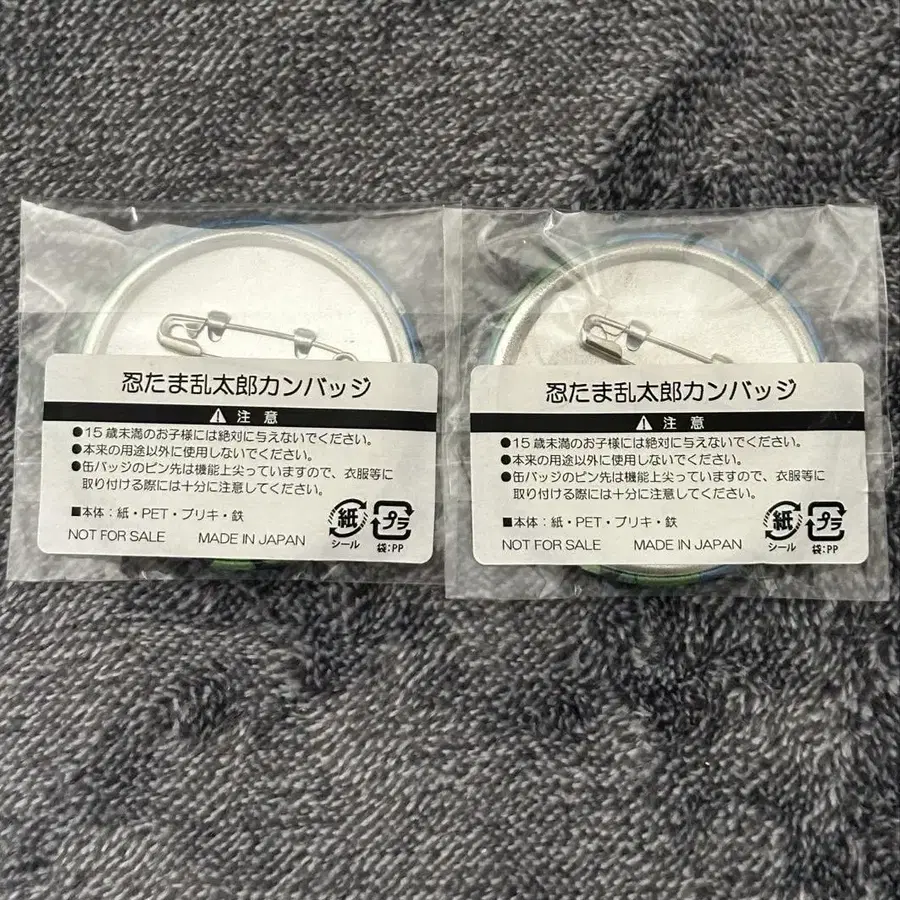 忍たま乱太郎カンバッジ
注意
●15歳未満のお子様には絶対に与えないでください。
●本来の用途以外に使用しないでください。
●缶バッジのピン先は機能上尖っていますので、衣服等に
取り付ける際には十分に注意してください。
■本体：紙・PET・ブリキ・鉄
NOT FOR SALE MADE IN JAPAN
紙
シール
プラ
袋:PP
忍たま乱太郎カンバッジ
注意
●15歳未満のお子様には絶対に与えないでください。
●本来の用途以外に使用しないでください。
●缶バッジのピン先は機能上尖っていますので、衣服等に
取り付ける際には十分に注意してください。
■本体：紙・PET・ブリキ・鉄
NOT FOR SALE MADE IN JAPAN
紙
シール
プラ
袋:PP